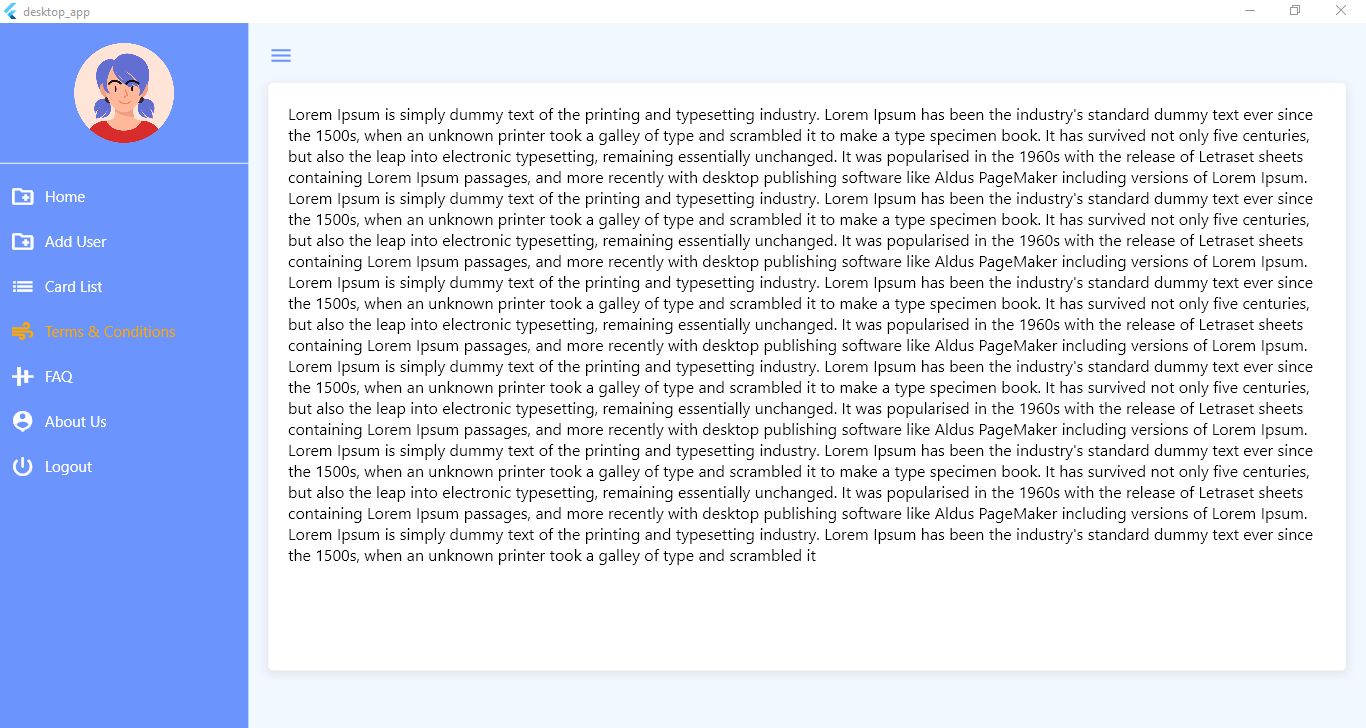 desktop_app
Home
Add User
Card List
Terms & Conditions
FAQ
About Us
Logout
Lorem Ipsum is simply dummy text of the printing and typesetting industry. Lorem Ipsum has been the industry's standard dummy text ever since
the 1500s, when an unknown printer took a galley of type and scrambled it to make a type specimen book. It has survived not only five centuries,
but also the leap into electronic typesetting, remaining essentially unchanged. It was popularised in the 1960s with the release of Letraset sheets
containing Lorem Ipsum passages, and more recently with desktop publishing software like Aldus PageMaker including versions of Lorem Ipsum.
Lorem Ipsum is simply dummy text of the printing and typesetting industry. Lorem Ipsum has been the industry's standard dummy text ever since
the 1500s, when an unknown printer took a galley of type and scrambled it to make a type specimen book. It has survived not only five centuries,
but also the leap into electronic typesetting, remaining essentially unchanged. It was popularised in the 1960s with the release of Letraset sheets
containing Lorem Ipsum passages, and more recently with desktop publishing software like Aldus PageMaker including versions of Lorem Ipsum.
Lorem Ipsum is simply dummy text of the printing and typesetting industry. Lorem Ipsum has been the industry's standard dummy text ever since
the 1500s, when an unknown printer took a galley of type and scrambled it to make a type specimen book. It has survived not only five centuries,
but also the leap into electronic typesetting, remaining essentially unchanged. It was popularised in the 1960s with the release of Letraset sheets
containing Lorem Ipsum passages, and more recently with desktop publishing software like Aldus PageMaker including versions of Lorem Ipsum.
Lorem Ipsum is simply dummy text of the printing and typesetting industry. Lorem Ipsum has been the industry's standard dummy text ever since
the 1500s, when an unknown printer took a galley of type and scrambled it to make a type specimen book. It has survived not only five centuries,
but also the leap into electronic typesetting, remaining essentially unchanged. It was popularised in the 1960s with the release of Letraset sheets
containing Lorem Ipsum passages, and more recently with desktop publishing software like Aldus PageMaker including versions of Lorem Ipsum.
Lorem Ipsum is simply dummy text of the printing and typesetting industry. Lorem Ipsum has been the industry's standard dummy text ever since
the 1500s, when an unknown printer took a galley of type and scrambled it to make a type specimen book. It has survived not only five centuries,
but also the leap into electronic typesetting, remaining essentially unchanged. It was popularised in the 1960s with the release of Letraset sheets
containing Lorem Ipsum passages, and more recently with desktop publishing software like Aldus PageMaker including versions of Lorem Ipsum.
Lorem Ipsum is simply dummy text of the printing and typesetting industry. Lorem Ipsum has been the industry's standard dummy text ever since
the 1500s, when an unknown printer took a galley of type and scrambled it